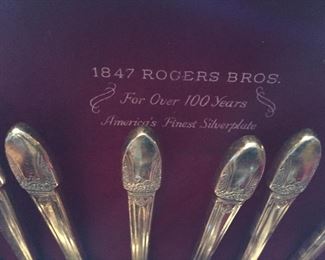 1847 ROGERS BROS.
For Over 100 Years
America's Finest Silverplate